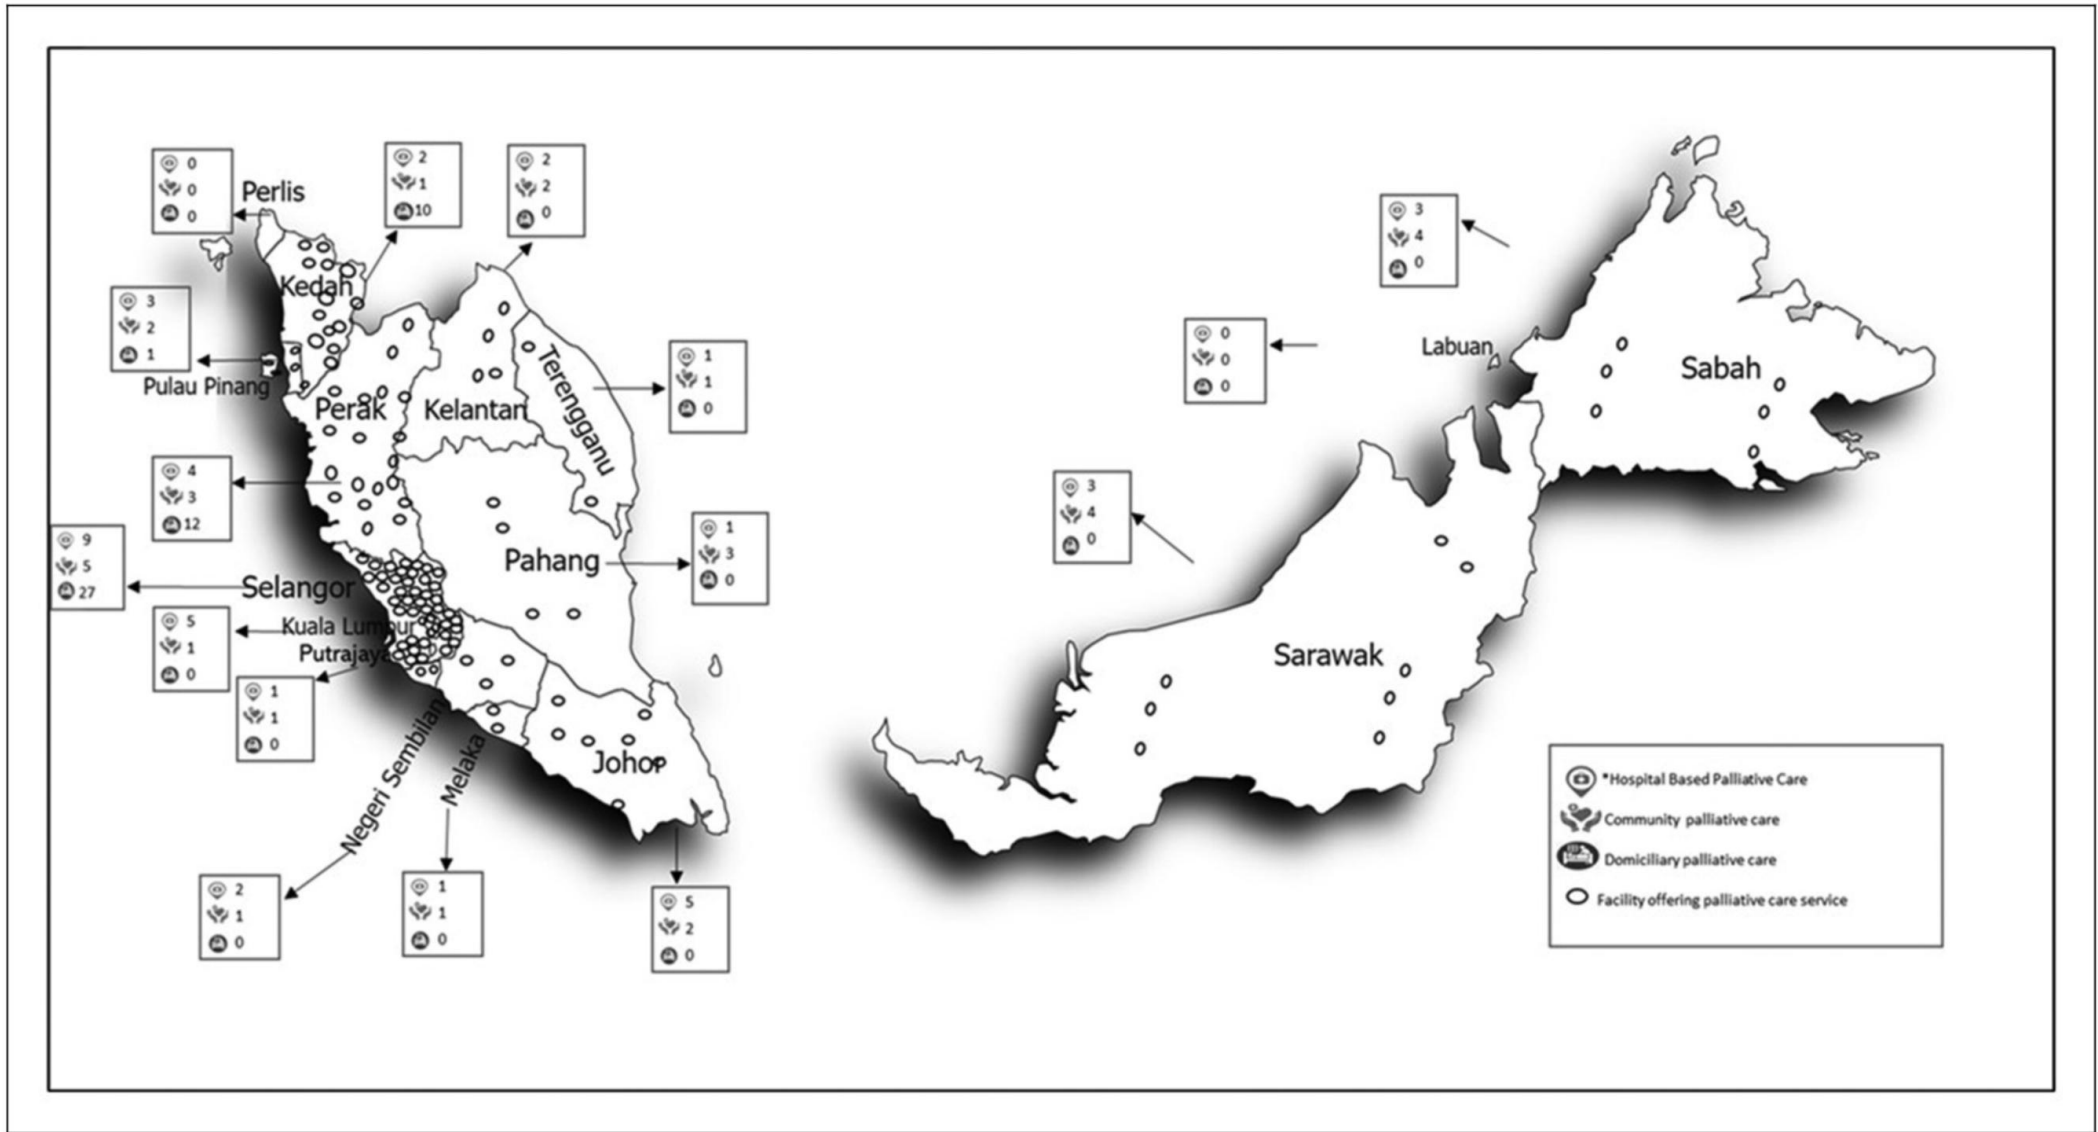 0
0
0
Perlis
2
1
10
2
2
0
Kedah
3
2
1
Pulau Pinang
Perak
Kelantan
Terengganu
1
1
0
4
3
12
9
5
27
Selangor
Pahang
1
3
0
5
1
0
Kuala Lumpur
Putrajaya
1
1
0
Negeri Sembilan
Melaka
Johor
2
1
0
1
1
0
5
2
0
3
4
0
0
0
0
Labuan
Sabah
3
4
0
Sarawak
*Hospital Based Palliative Care
Community palliative care
Domiciliary palliative care
Facility offering palliative care service